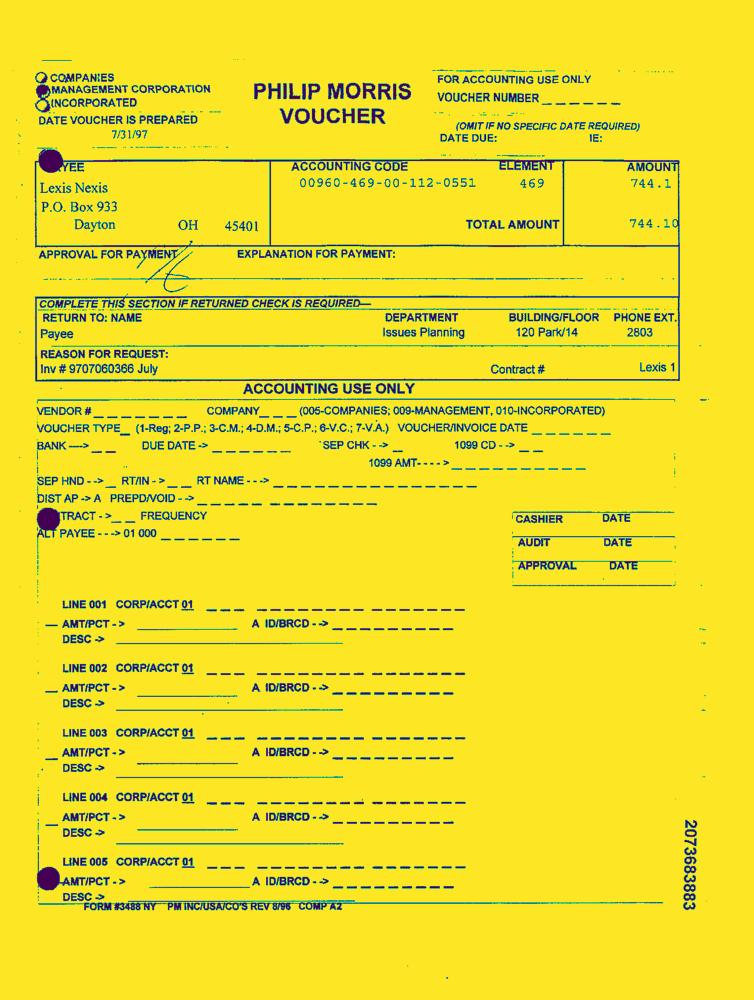 COMPANIES
MANAGEMENT CORPORATION
INCORPORATED
DATE VOUCHER IS PREPARED
7/31/97
PHILIP MORRIS
VOUCHER
FOR ACCOUNTING USE ONLY
VOUCHER NUMBER _ _ _ _ _ _
(OMIT IF NO SPECIFIC DATE REQUIRED)
DATE DUE: IE:
YEE ACCOUNTING CODE ELEMENT AMOUNT
Lexis Nexis 00960-469-00-112-0551 469 744.1
P.O. Box 933
Dayton OH 45401 TOTAL AMOUNT 744.10
APPROVAL FOR PAYMENT EXPLANATION FOR PAYMENT:
COMPLETE THIS SECTION IF RETURNED CHECK IS REQUIRED—
RETURN TO: NAME DEPARTMENT BUILDING/FLOOR PHONE EXT.
Payee Issues Planning 120 Park/14 2803
REASON FOR REQUEST:
Inv # 9707060366 July Contract # Lexis 1
ACCOUNTING USE ONLY
VENDOR # _ _ _ _ _ _ _ _ COMPANY _ _ _ (005-COMPANIES; 009-MANAGEMENT, 010-INCORPORATED)
VOUCHER TYPE _ (1-Reg; 2-P.P.; 3-C.M.; 4-D.M.; 5-C.P.; 6-V.C.; 7-V.A.) VOUCHER/INVOICE DATE _ _ _ _ _ _
BANK ---> _ _ DUE DATE -> _ _ _ _ _ _ SEP CHK - -> _ 1099 CD - -> _ _
1099 AMT- - - - > _ _ _ _ _ _ _ _ _ _
SEP HND - -> _ RT/IN - > _ _ RT NAME - - -> _ _ _ _ _ _ _ _ _ _ _ _ _ _ _ _ _ _
DIST AP -> A PREPD/VOID - -> _ _ _ _ _ _ _ _ _ _ _ _ _
TRACT - > _ _ FREQUENCY
ALT PAYEE - - -> 01 000 _ _ _ _ _ _
CASHIER DATE
AUDIT DATE
APPROVAL DATE
LINE 001 CORP/ACCT 01 _ _ _ _ _ _ _ _ _ _ _ _ _ _
_ AMT/PCT - > A ID/BRCD - -> _ _ _ _ _ _ _ _
DESC ->
LINE 002 CORP/ACCT 01 _ _ _ _ _ _ _ _ _ _ _ _ _ _
_ AMT/PCT - > A ID/BRCD - -> _ _ _ _ _ _ _ _
DESC ->
LINE 003 CORP/ACCT 01 _ _ _ _ _ _ _ _ _ _ _ _ _ _
_ AMT/PCT - > A ID/BRCD - -> _ _ _ _ _ _ _ _
DESC ->
LINE 004 CORP/ACCT 01 _ _ _ _ _ _ _ _ _ _ _ _ _ _
_ AMT/PCT - > A ID/BRCD - -> _ _ _ _ _ _ _ _
DESC ->
LINE 005 CORP/ACCT 01 _ _ _ _ _ _ _ _ _ _ _ _ _ _
AMT/PCT - > A ID/BRCD - -> _ _ _ _ _ _ _ _
DESC ->
FORM #3488 NY PM INC/USA/CO'S REV 8/96 COMP A2
2073683883